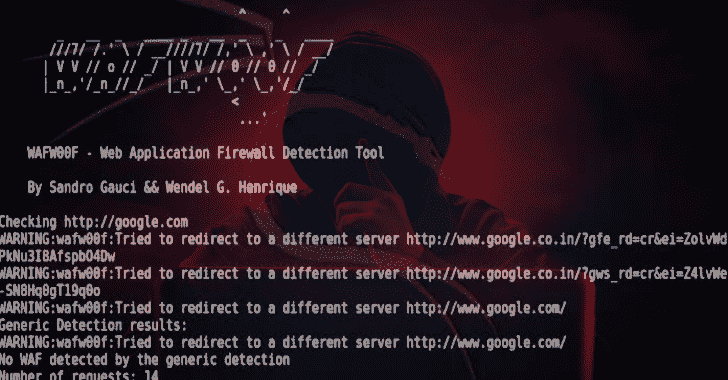 WAFW00F - Web Application Firewall Detection Tool
By Sandro Gauci && Wendel G. Henrique
Checking http://google.com
WARNING:wafw00f:Tried to redirect to a different server http://www.google.co.in/?gfe_rd=cr&ei=ZolvWd
PkNu3I8AfspbO4Dw
WARNING:wafw00f:Tried to redirect to a different server http://www.google.co.in/?gws_rd=cr&ei=Z4lvWe
-SN8Hq0gT19q0o
WARNING:wafw00f:Tried to redirect to a different server http://www.google.com/
Generic Detection results:
WARNING:wafw00f:Tried to redirect to a different server http://www.google.com/
No WAF detected by the generic detection
Number of requests: 14